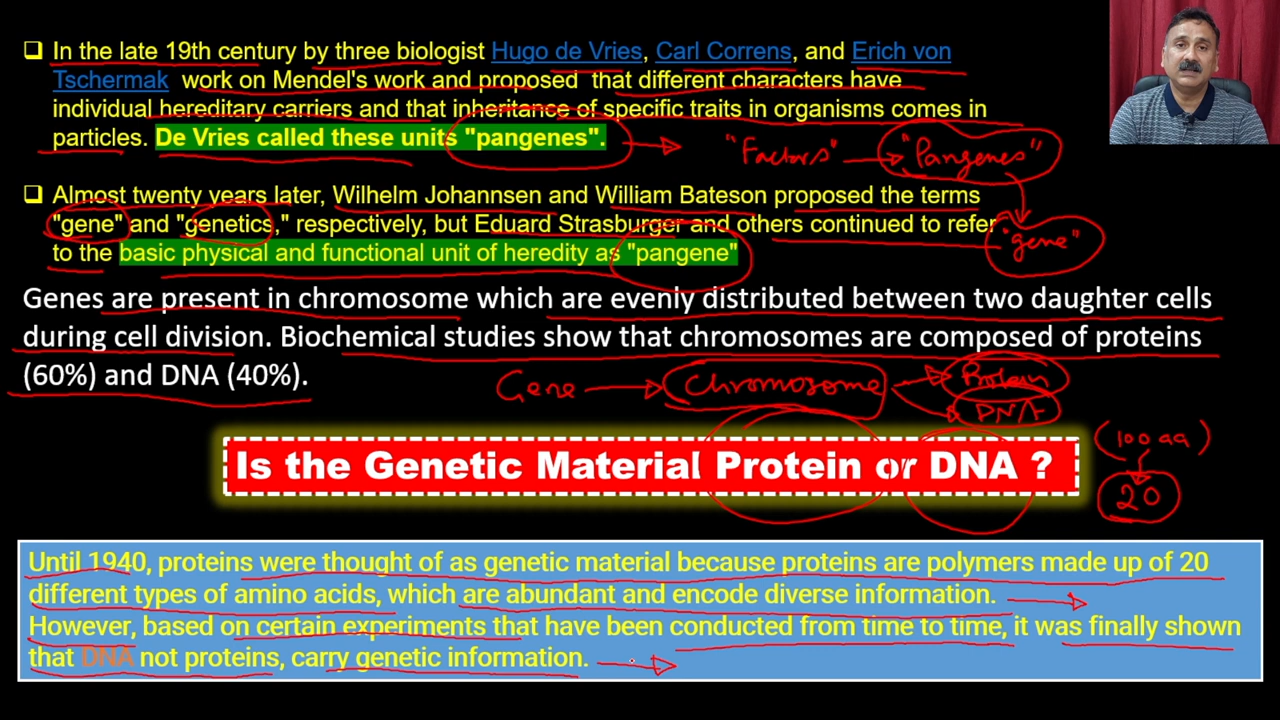 In the late 19th century by three biologist Hugo de Vries, Carl Correns, and Erich von
Tschermak work on Mendel's work and proposed that different characters have
individual hereditary carriers and that inheritance of specific traits in organisms comes in
particles. De Vries called these units "pangenes".
"Factors" "Pangenes"
Almost twenty years later, Wilhelm Johannsen and William Bateson proposed the terms
"gene" and "genetics," respectively, but Eduard Strasburger and others continued to refer
to the basic physical and functional unit of heredity as "pangene"
"gene"
Genes are present in chromosome which are evenly distributed between two daughter cells
during cell division. Biochemical studies show that chromosomes are composed of proteins
(60%) and DNA (40%).
Gene Chromosome Protein
DNA
(100 aa)
20
Is the Genetic Material Protein or DNA ?
Until 1940, proteins were thought of as genetic material because proteins are polymers made up of 20
different types of amino acids, which are abundant and encode diverse information.
However, based on certain experiments that have been conducted from time to time, it was finally shown
that DNA not proteins, carry genetic information.